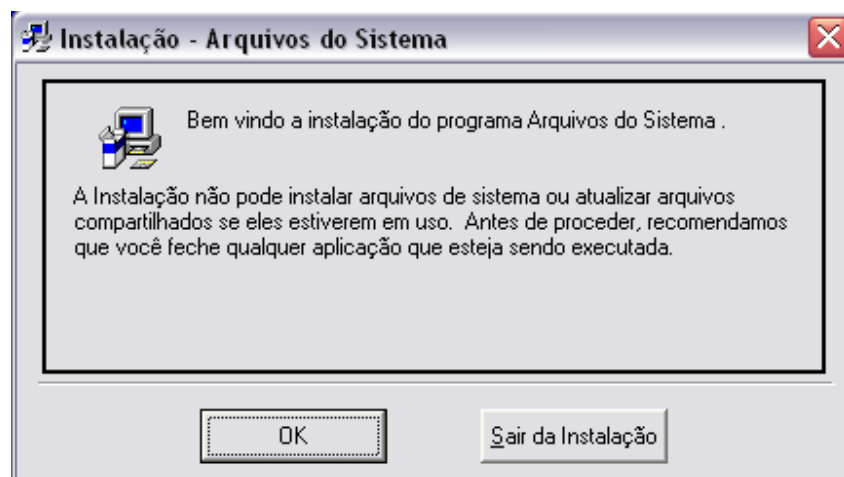 Instalação - Arquivos do Sistema
Bem vindo a instalação do programa Arquivos do Sistema .
A Instalação não pode instalar arquivos de sistema ou atualizar arquivos
compartilhados se eles estiverem em uso.  Antes de proceder, recomendamos
que você feche qualquer aplicação que esteja sendo executada.
OK
Sair da Instalação